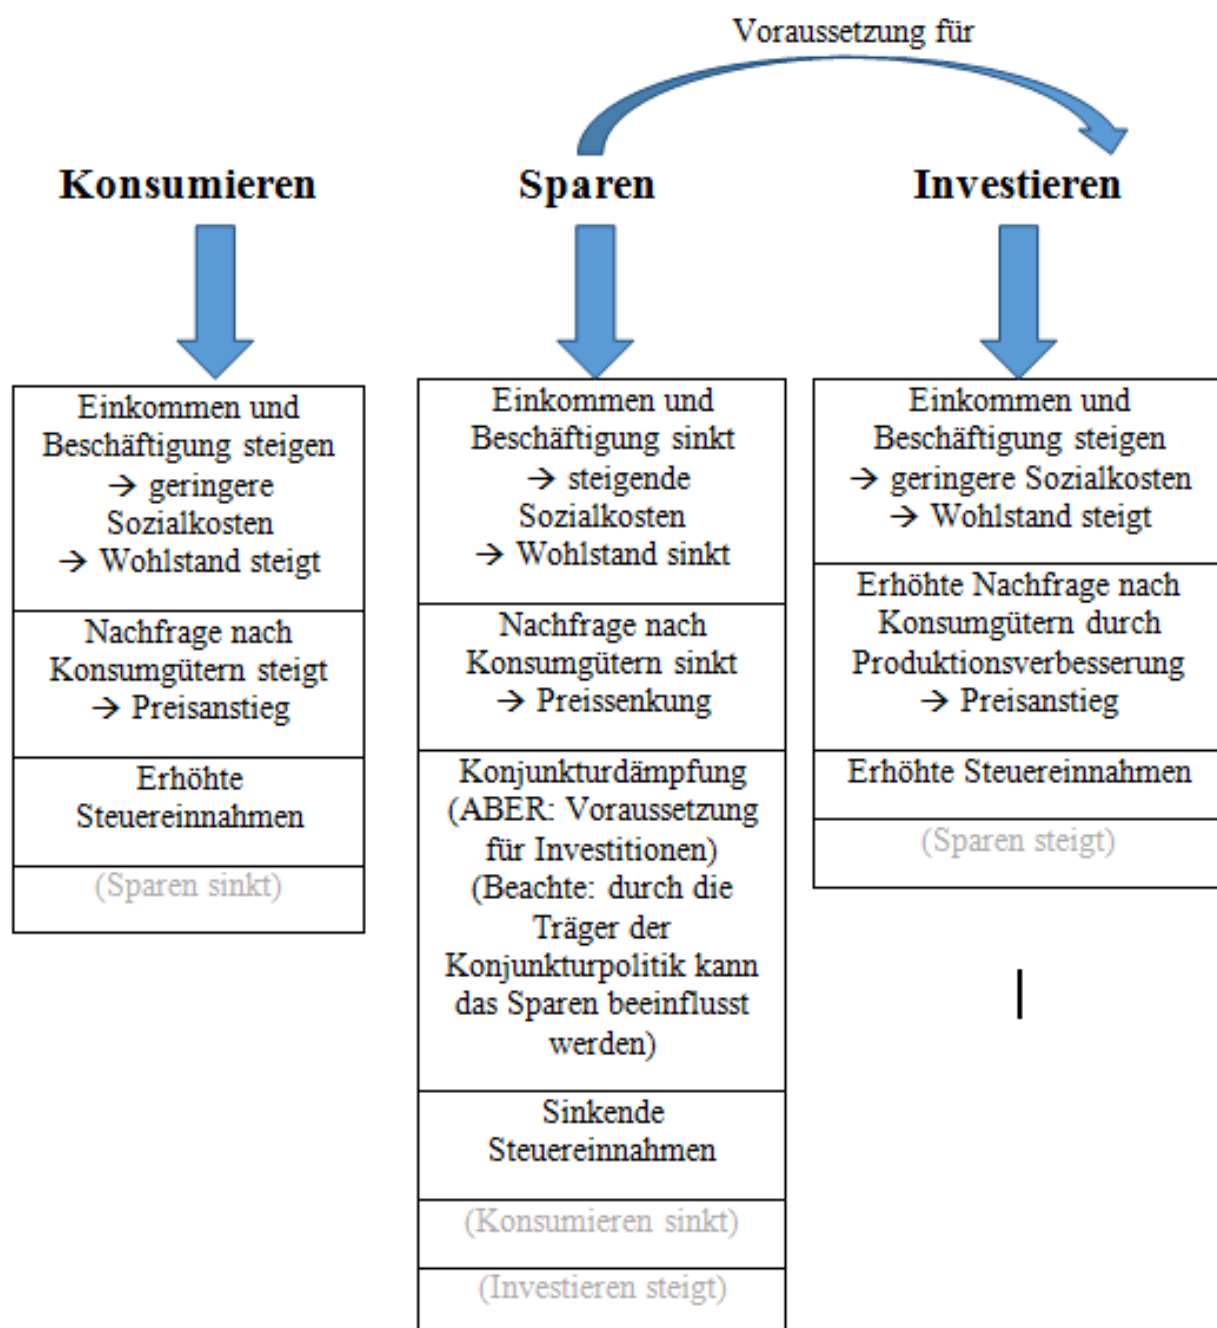 Voraussetzung für
Konsumieren
Sparen
Investieren
Einkommen und
Beschäftigung steigen
→ geringere
Sozialkosten
→ Wohlstand steigt
Nachfrage nach
Konsumgütern steigt
→ Preisanstieg
Erhöhte
Steuereinnahmen
(Sparen sinkt)
Einkommen und
Beschäftigung sinkt
→ steigende
Sozialkosten
→ Wohlstand sinkt
Nachfrage nach
Konsumgütern sinkt
→ Preissenkung
Konjunkturdämpfung
(ABER: Voraussetzung
für Investitionen)
(Beachte: durch die
Träger der
Konjunkturpolitik kann
das Sparen beeinflusst
werden)
Sinkende
Steuereinnahmen
(Konsumieren sinkt)
(Investieren steigt)
Einkommen und
Beschäftigung steigen
→ geringere Sozialkosten
→ Wohlstand steigt
Erhöhte Nachfrage nach
Konsumgütern durch
Produktionsverbesserung
→ Preisanstieg
Erhöhte Steuereinnahmen
(Sparen steigt)